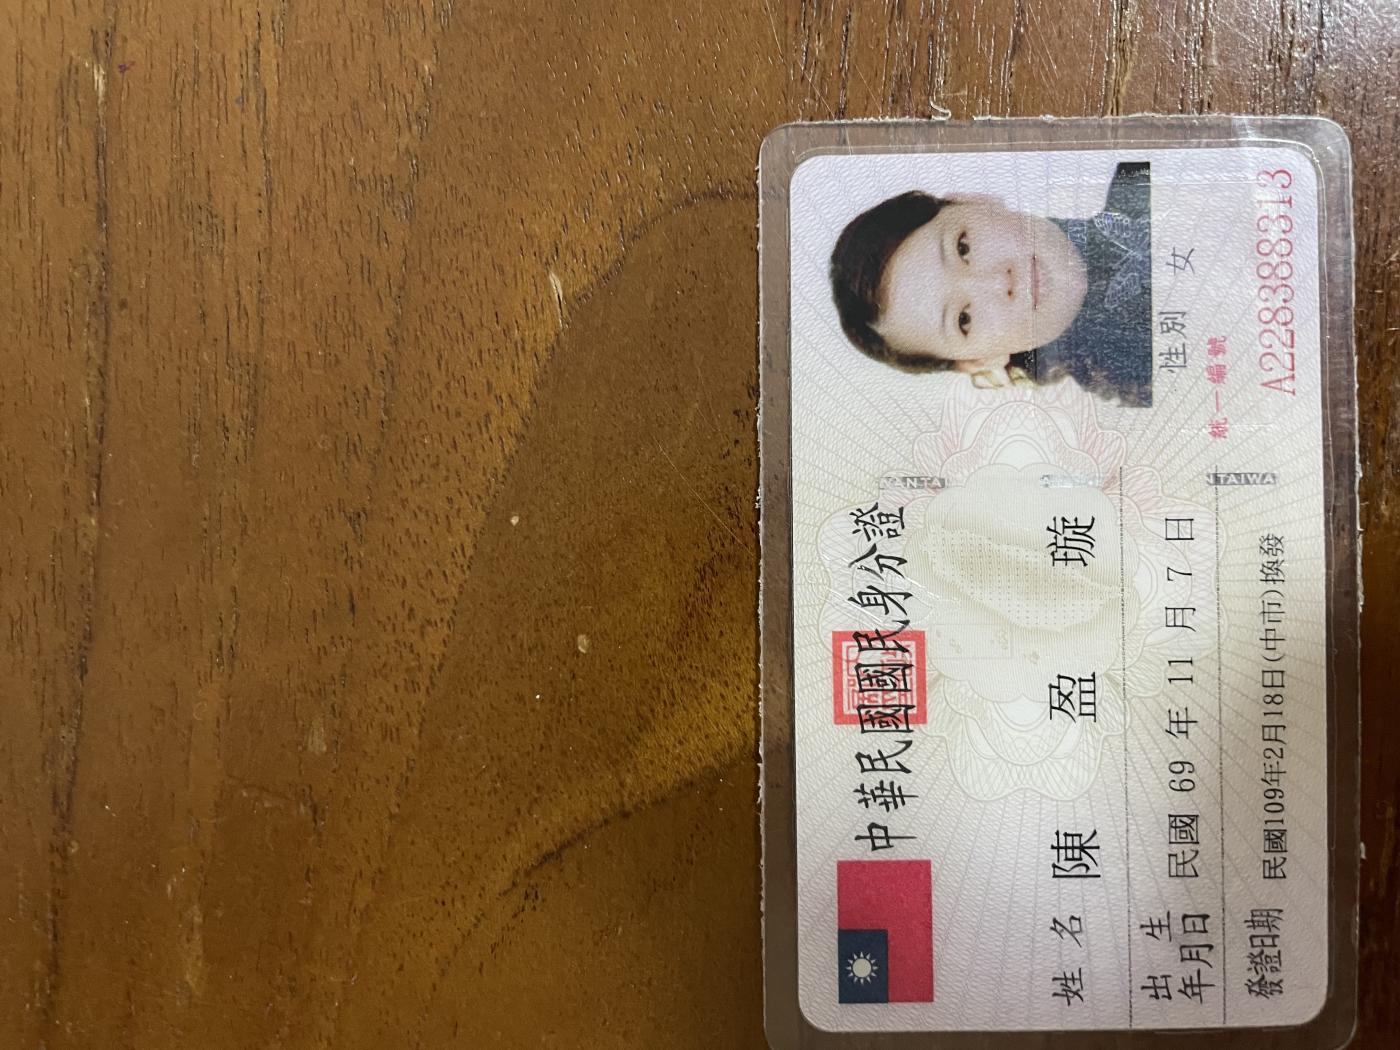 中華民國國民身分證
姓名 陳盈璇
出生年月日 民國 69 年 11 月 7 日
性別 女
發證日期 民國109年2月18日(中市)換發
統一編號
A228388313
TAIWA